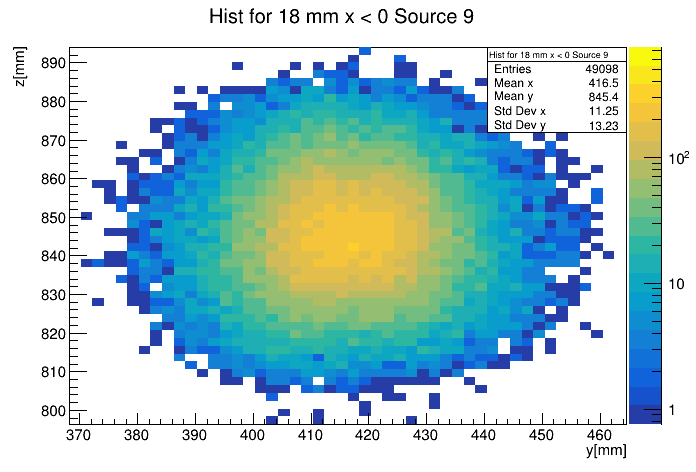 Hist for 18 mm x < 0 Source 9
z[mm]
Hist for 18 mm x < 0 Source 9
Entries 49098
Mean x 416.5
Mean y 845.4
Std Dev x 11.25
Std Dev y 13.23
890
880
870
860
850
840
830
820
810
800
10²
10
1
370 380 390 400 410 420 430 440 450 460
y[mm]